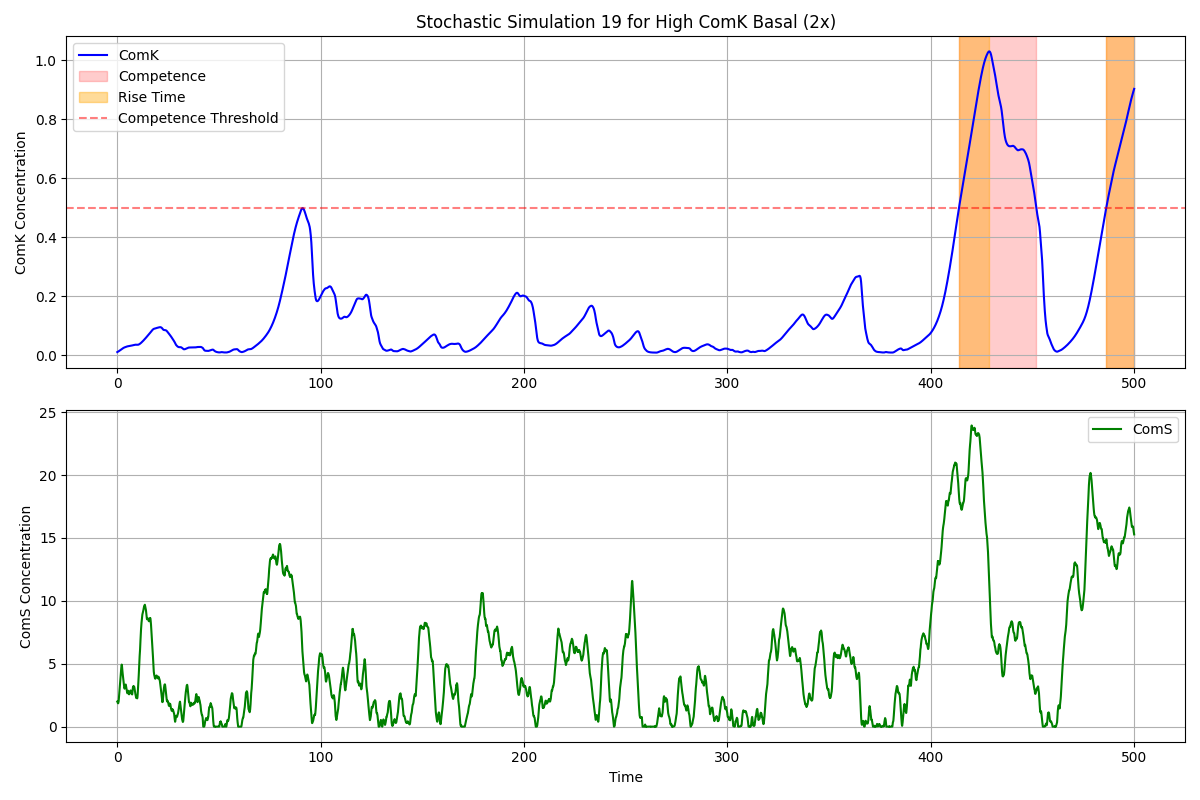 Stochastic Simulation 19 for High ComK Basal (2x)
ComK Concentration
1.0
0.8
0.6
0.4
0.2
0.0
ComK
Competence
Rise Time
Competence Threshold
0 100 200 300 400 500
ComS Concentration
25
20
15
10
5
0
ComS
0 100 200 300 400 500
Time